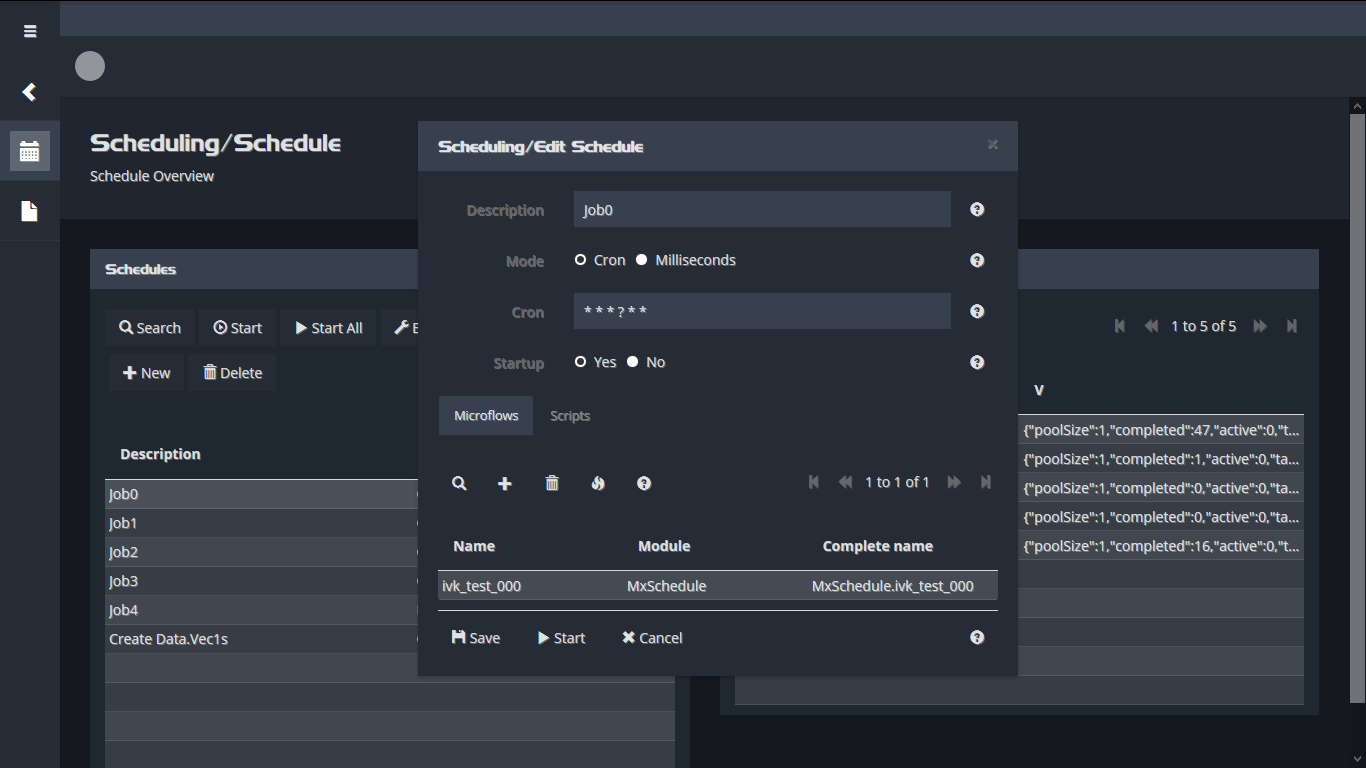 Scheduling/Schedule
Schedule Overview
Schedules
Search Start Start All
New Delete
Description
Job0
Job1
Job2
Job3
Job4
Create Data.Vec1s
Scheduling/Edit Schedule
Description Job0
Mode Cron Milliseconds
Cron * * * ? * *
Startup Yes No
Microflows Scripts
1 to 1 of 1
Name Module Complete name
ivk_test_000 MxSchedule MxSchedule.ivk_test_000
Save Start Cancel
1 to 5 of 5
V
{"poolSize":1,"completed":47,"active":0,"t...
{"poolSize":1,"completed":1,"active":0,"ta...
{"poolSize":1,"completed":0,"active":0,"ta...
{"poolSize":1,"completed":0,"active":0,"ta...
{"poolSize":1,"completed":16,"active":0,"t...